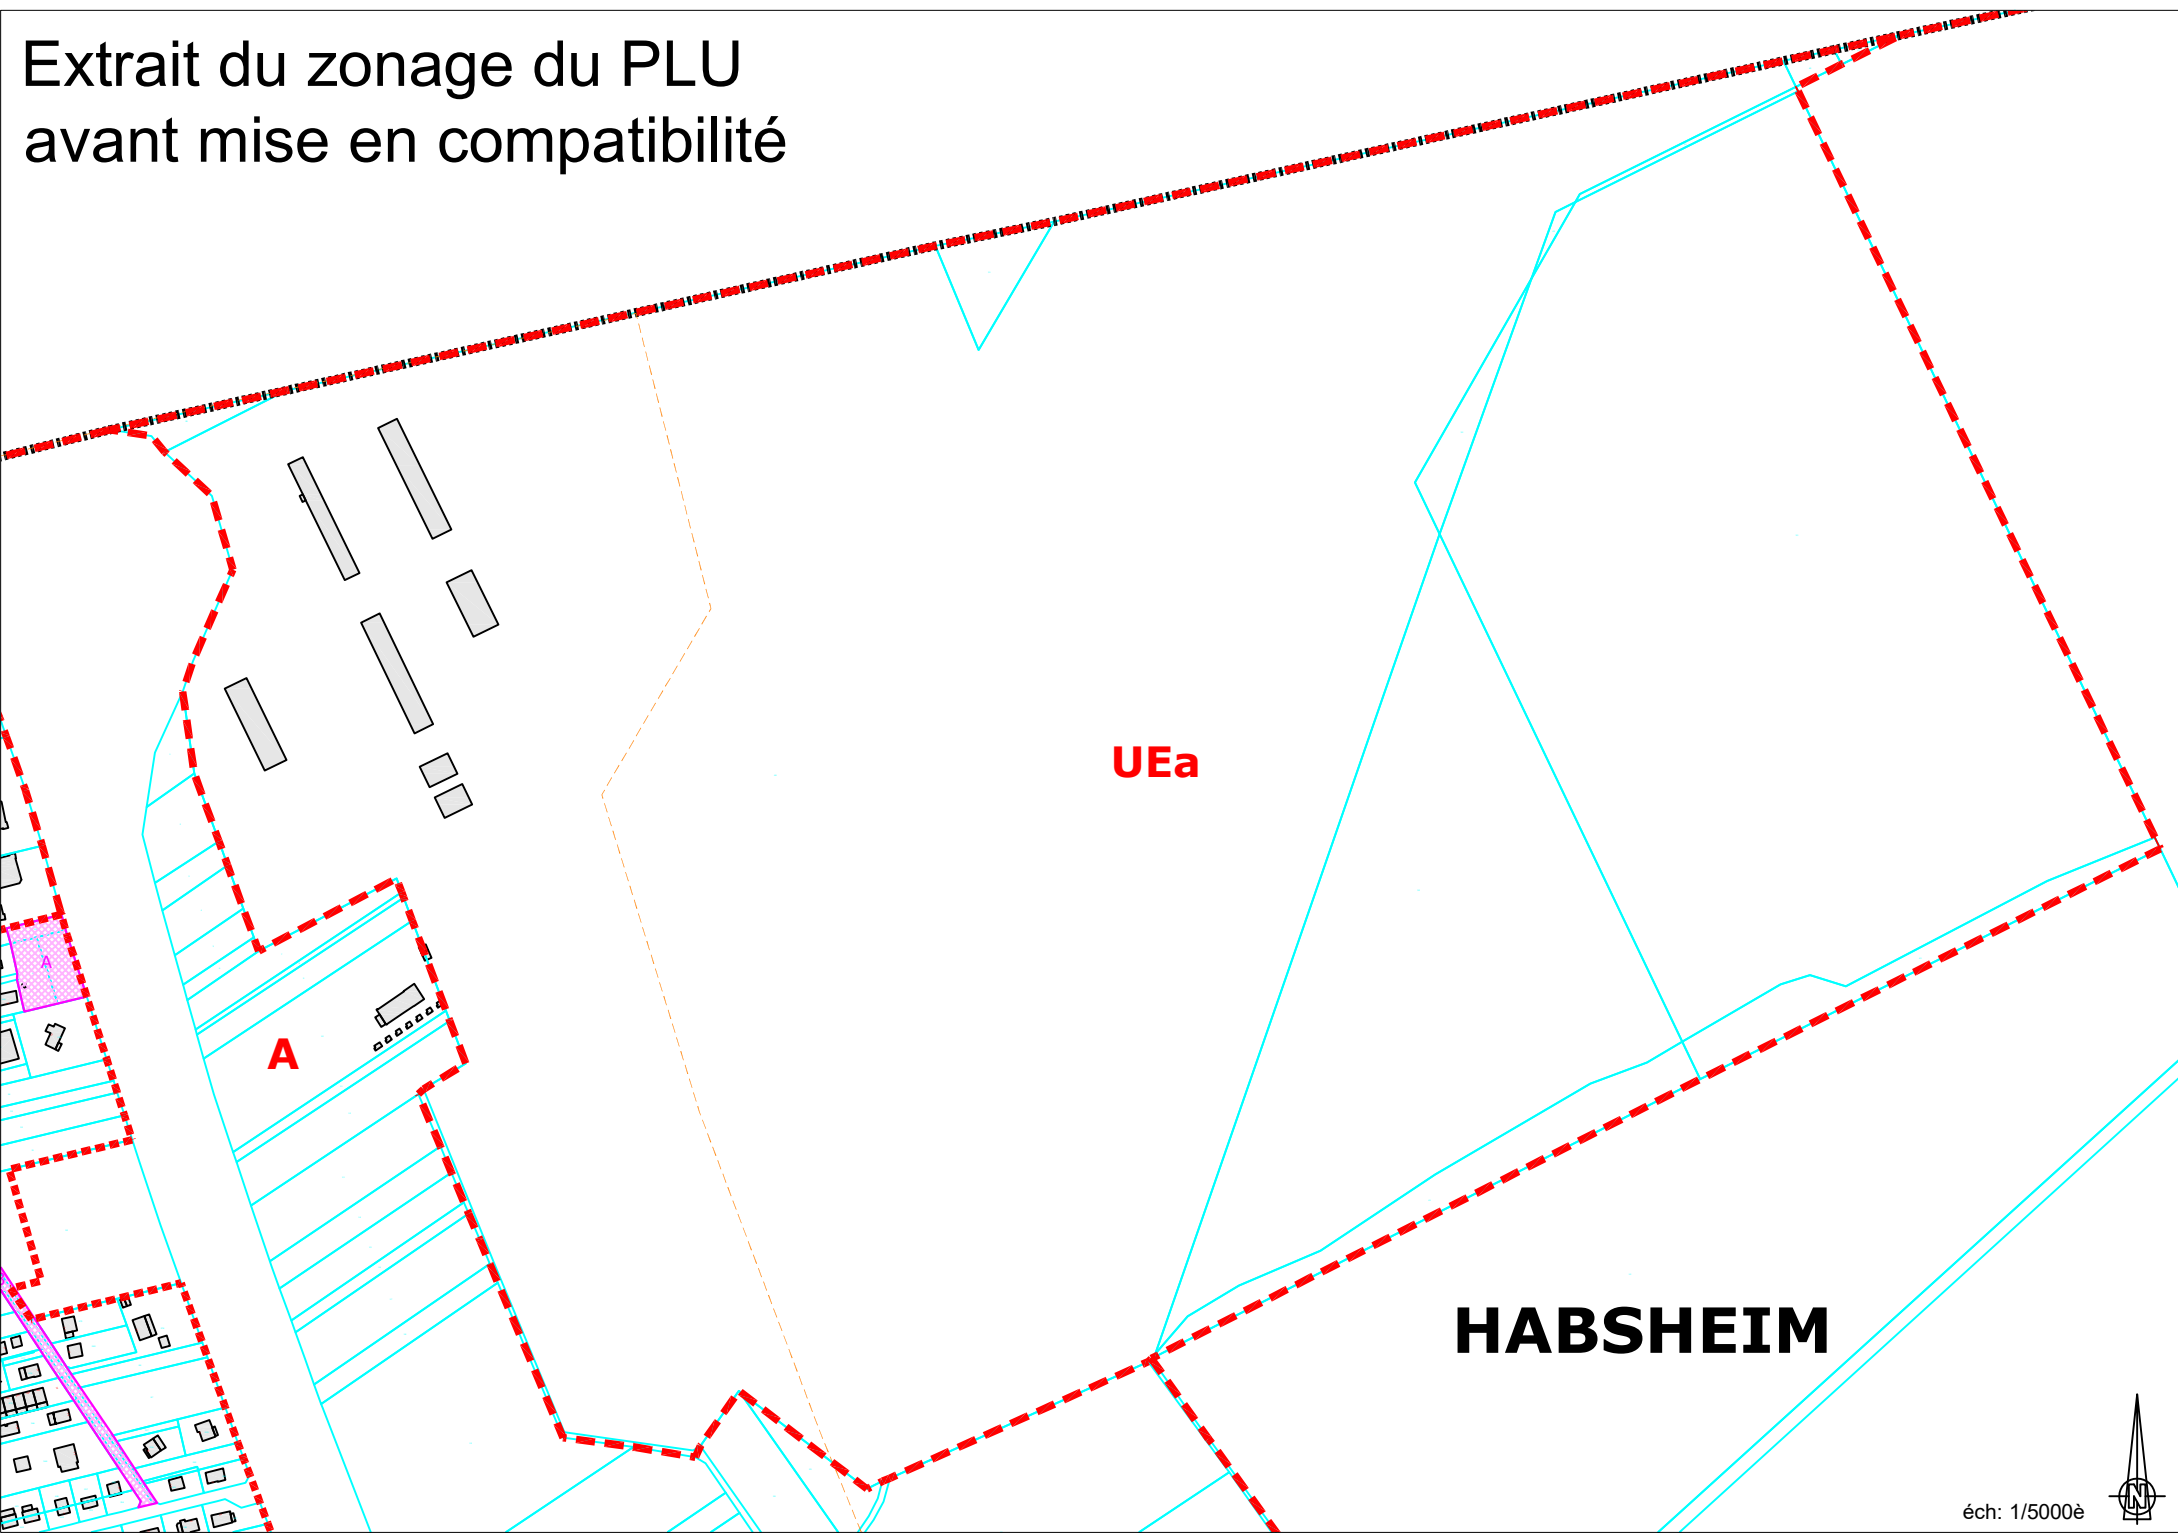 Extrait du zonage du PLU
avant mise en compatibilité
UEa
A
A
HABSHEIM
N
éch: 1/5000è